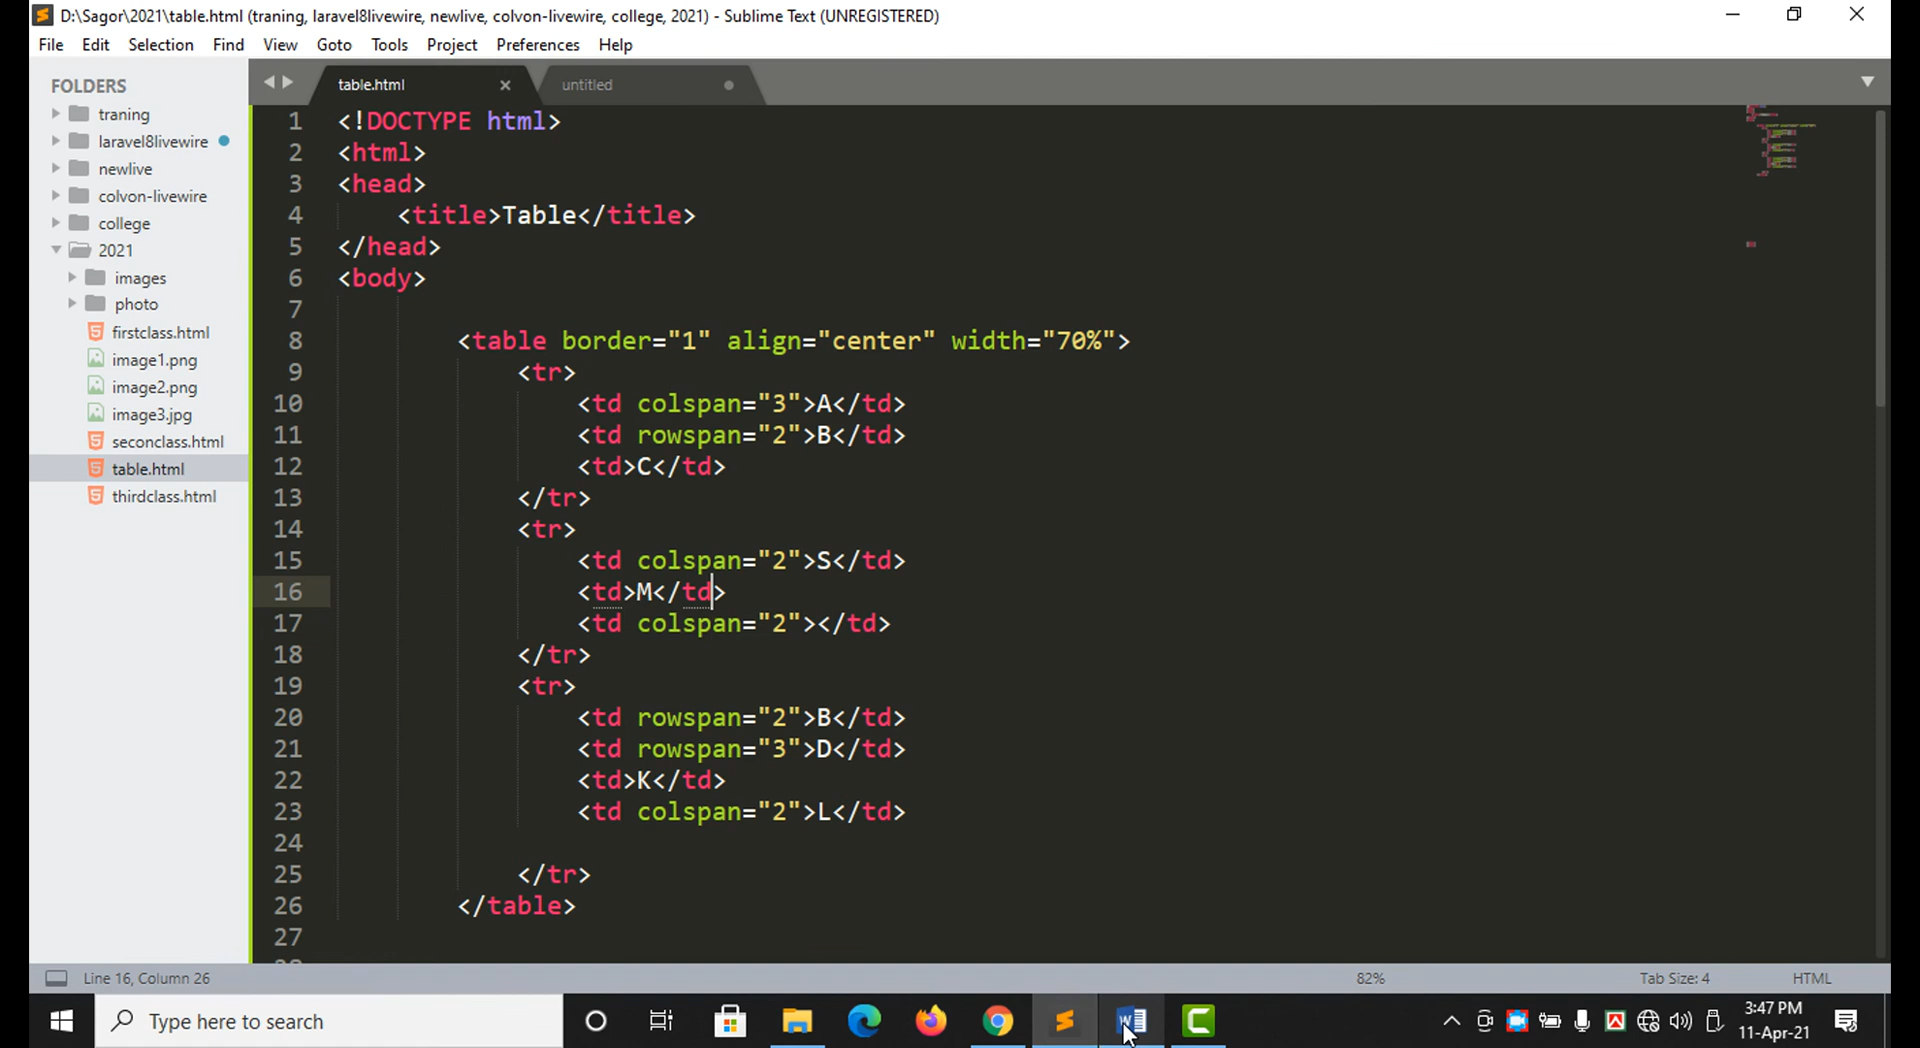 D:\Sagor\2021\table.html (traning, laravel8livewire, newlive, colvon-livewire, college, 2021) - Sublime Text (UNREGISTERED)
File Edit Selection Find View Goto Tools Project Preferences Help
FOLDERS
traning
laravel8livewire
newlive
colvon-livewire
college
2021
images
photo
firstclass.html
image1.png
image2.png
image3.jpg
seconclass.html
table.html
thirdclass.html
table.html untitled
1 <!DOCTYPE html>
2 <html>
3 <head>
4 <title>Table</title>
5 </head>
6 <body>
7
8 <table border="1" align="center" width="70%">
9 <tr>
10 <td colspan="3">A</td>
11 <td rowspan="2">B</td>
12 <td>C</td>
13 </tr>
14 <tr>
15 <td colspan="2">S</td>
16 <td>M</td>
17 <td colspan="2"></td>
18 </tr>
19 <tr>
20 <td rowspan="2">B</td>
21 <td rowspan="3">D</td>
22 <td>K</td>
23 <td colspan="2">L</td>
24
25 </tr>
26 </table>
27
Line 16, Column 26 82% Tab Size: 4 HTML
Type here to search
3:47 PM
11-Apr-21